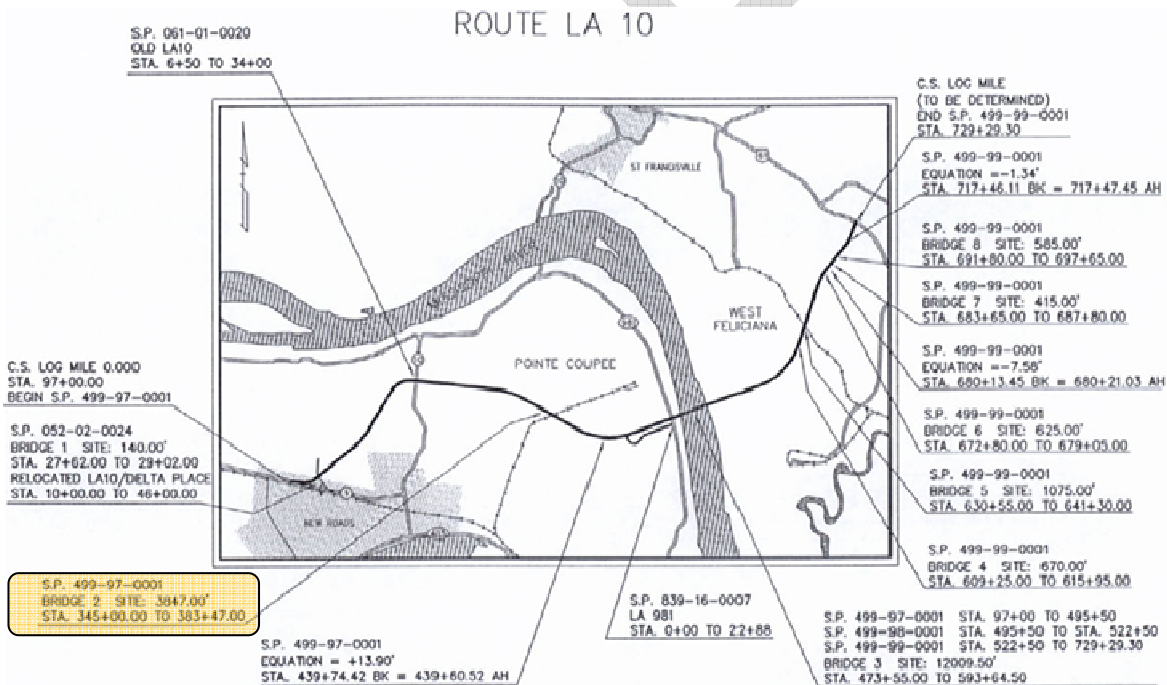 ROUTE LA 10
S.P. 061-01-0020
OLD LA10
STA. 6+50 TO 34+00
C.S. LOG MILE
(TO BE DETERMINED)
END S.P. 499-99-0001
STA. 729+29.30
S.P. 499-99-0001
EQUATION =-1.34'
STA. 717+46.11 BK = 717+47.45 AH
S.P. 499-99-0001
BRIDGE 8 SITE: 585.00'
STA. 691+80.00 TO 697+65.00
S.P. 499-99-0001
BRIDGE 7 SITE: 415.00'
STA. 683+65.00 TO 687+80.00
S.P. 499-99-0001
EQUATION =-7.58'
STA. 680+13.45 BK = 680+21.03 AH
S.P. 499-99-0001
BRIDGE 6 SITE: 625.00'
STA. 672+80.00 TO 679+05.00
S.P. 499-99-0001
BRIDGE 5 SITE: 1075.00'
STA. 630+55.00 TO 641+30.00
S.P. 499-99-0001
BRIDGE 4 SITE: 670.00'
STA. 609+25.00 TO 615+95.00
ST FRANCISVILLE
WEST
FELICIANA
POINTE COUPEE
NEW ROADS
C.S. LOG MILE 0.000
STA. 97+00.00
BEGIN S.P. 499-97-0001
S.P. 052-02-0024
BRIDGE 1 SITE: 140.00'
STA. 27+62.00 TO 29+02.00
RELOCATED LA10/DELTA PLACE
STA. 10+00.00 TO 46+00.00
S.P. 499-97-0001
BRIDGE 2 SITE: 3847.00'
STA. 345+00.00 TO 383+47.00
S.P. 499-97-0001
EQUATION = +13.90'
STA. 439+74.42 BK = 439+60.52 AH
S.P. 839-16-0007
LA 981
STA. 0+00 TO 22+88
S.P. 499-97-0001 STA. 97+00 TO 495+50
S.P. 499-98-0001 STA. 495+50 TO STA. 522+50
S.P. 499-99-0001 STA. 522+50 TO 729+29.30
BRIDGE 3 SITE: 12009.50'
STA. 473+55.00 TO 593+64.50